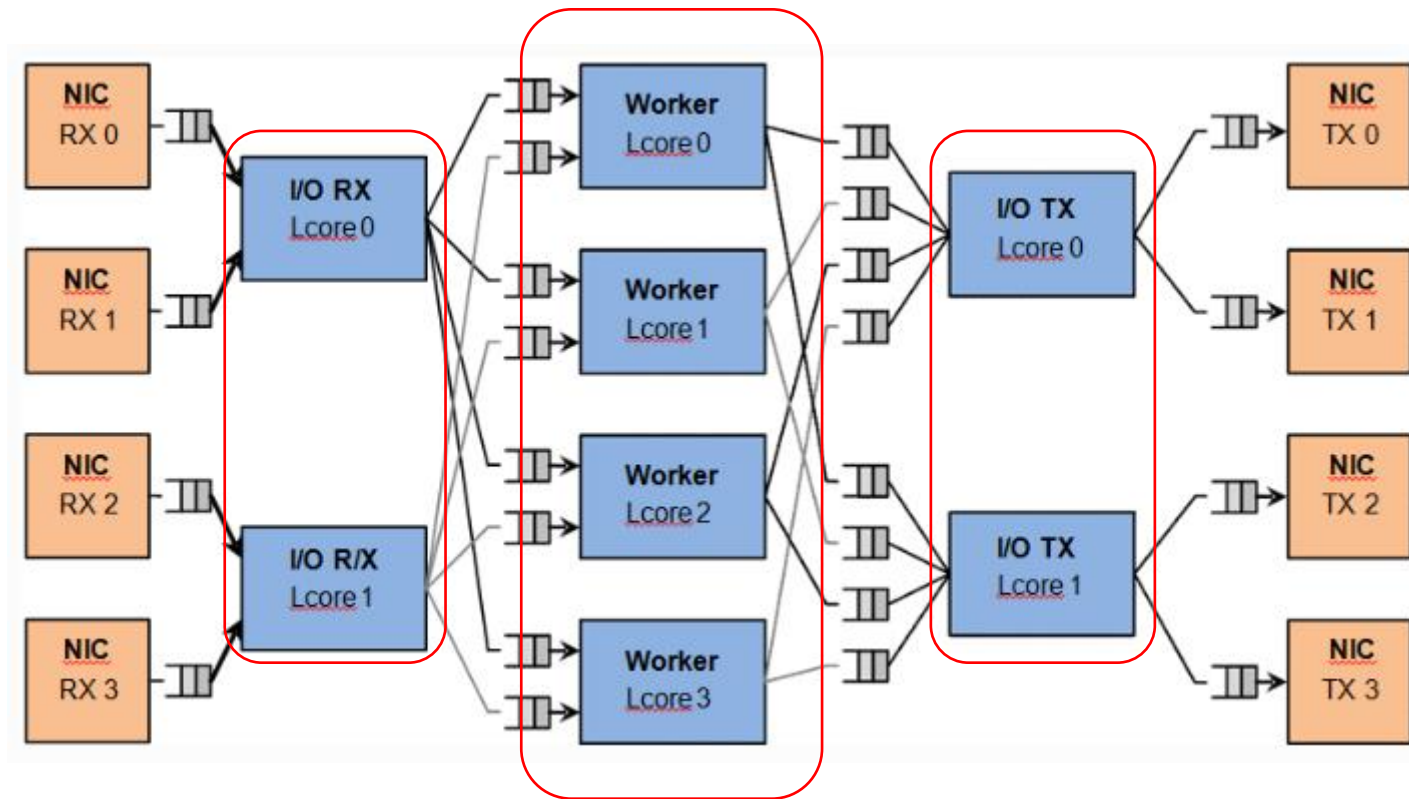 NIC
RX 0
NIC
RX 1
NIC
RX 2
NIC
RX 3
I/O RX
Lcore 0
I/O R/X
Lcore 1
Worker
Lcore 0
Worker
Lcore 1
Worker
Lcore 2
Worker
Lcore 3
I/O TX
Lcore 0
I/O TX
Lcore 1
NIC
TX 0
NIC
TX 1
NIC
TX 2
NIC
TX 3